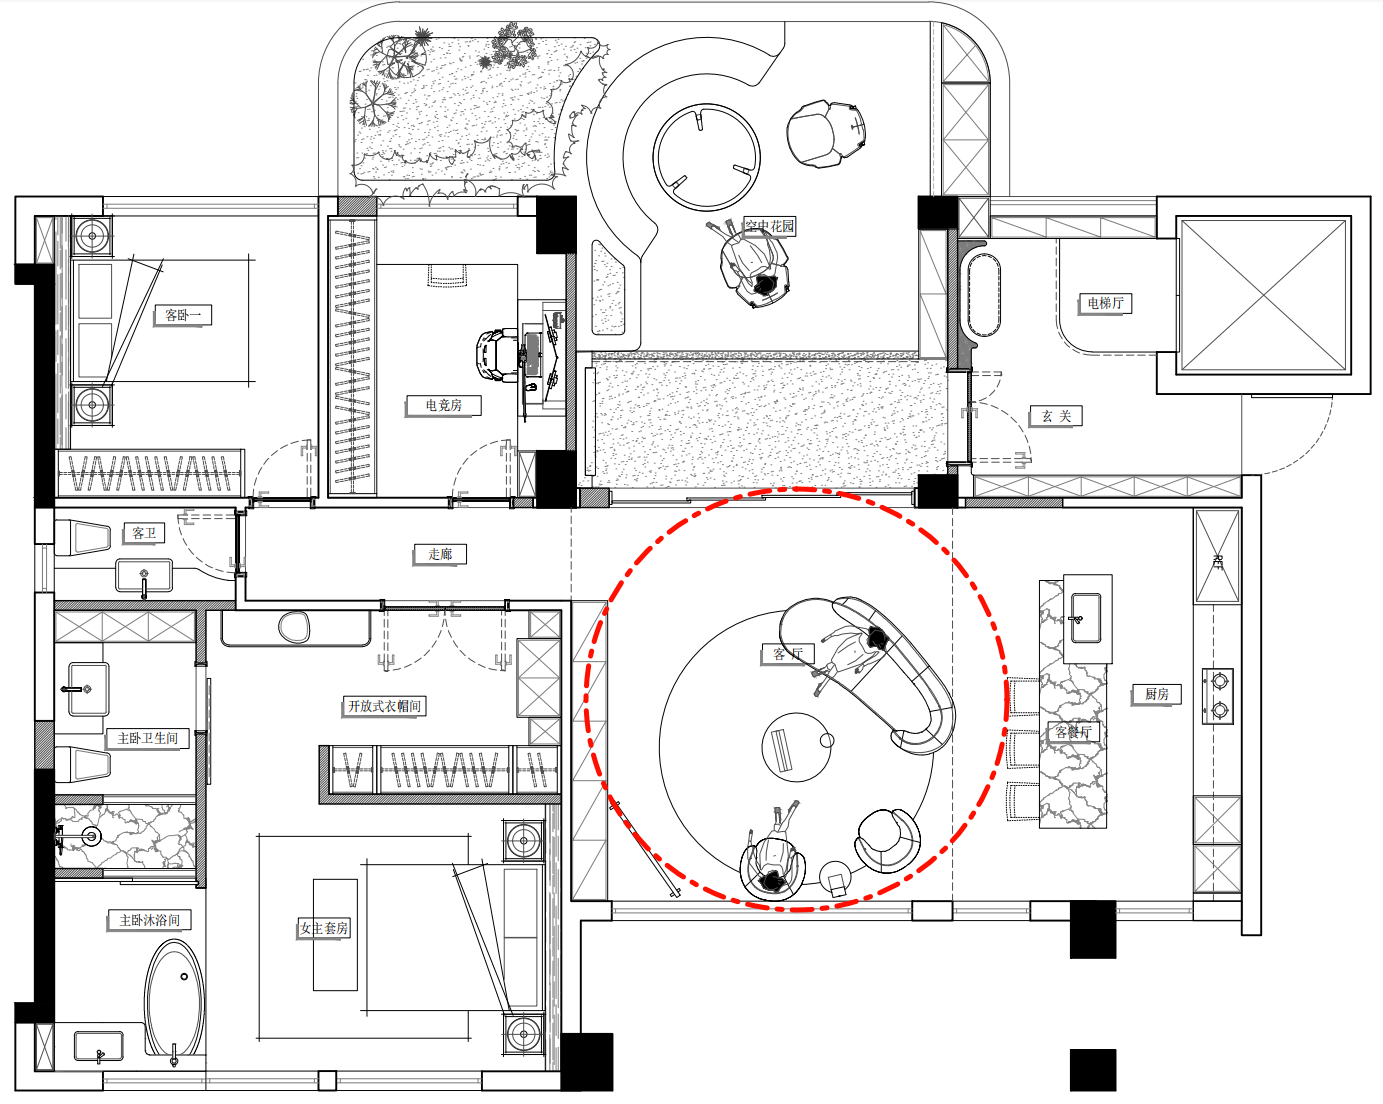 空中花园
电梯厅
客卧一
电竞房
玄 关
客卫
走廊
REF
客 厅
厨房
开放式衣帽间
客餐厅
主卧卫生间
主卧沐浴间
女主套房